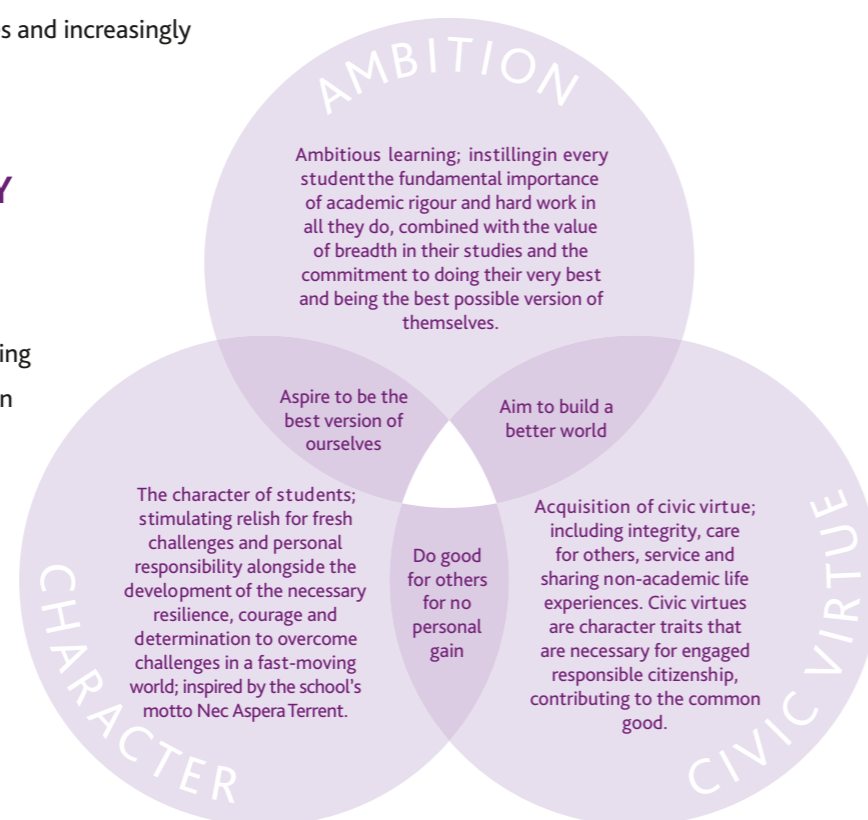 s and increasingly
AMBITION
Ambitious learning; instillingin every
studentthe fundamental importance
of academic rigour and hard work in
all they do, combined with the value
of breadth in their studies and the
commitment to doing their very best
and being the best possible version of
themselves.
Y
ing
n
Aspire to be the
best version of
ourselves
Aim to build a
better world
CHARACTER
The character of students;
stimulating relish for fresh
challenges and personal
responsibility alongside the
development of the necessary
resilience, courage and
determination to overcome
challenges in a fast-moving
world; inspired by the school's
motto Nec Aspera Terrent.
Do good
for others
for no
personal
gain
CIVIC VIRTUE
Acquisition of civic virtue;
including integrity, care
for others, service and
sharing non-academic life
experiences. Civic virtues
are character traits that
are necessary for engaged
responsible citizenship,
contributing to the common
good.